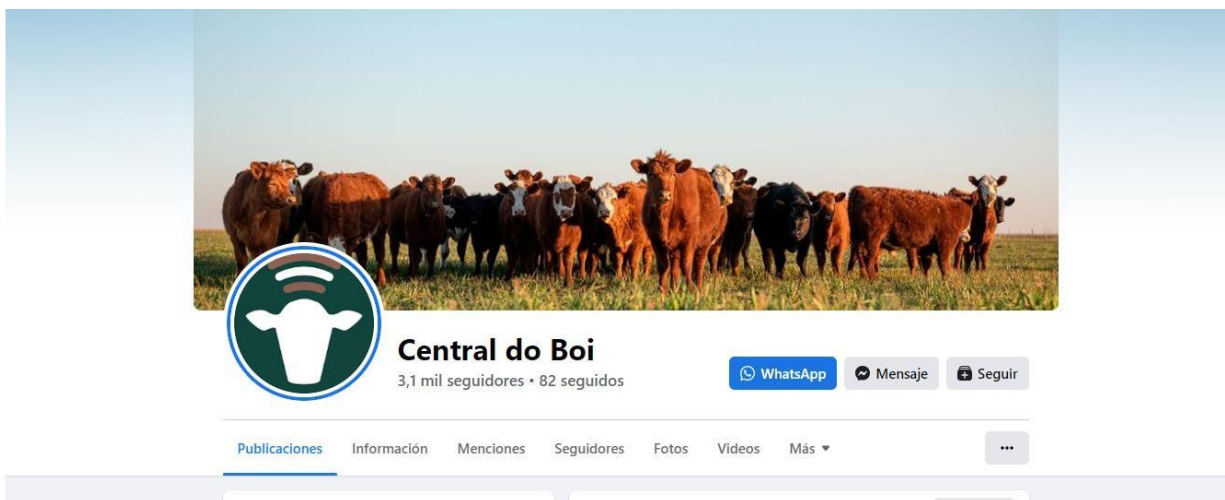 Central do Boi
3,1 mil seguidores • 82 seguidos
WhatsApp Mensaje Seguir
Publicaciones Información Menciones Seguidores Fotos Videos Más